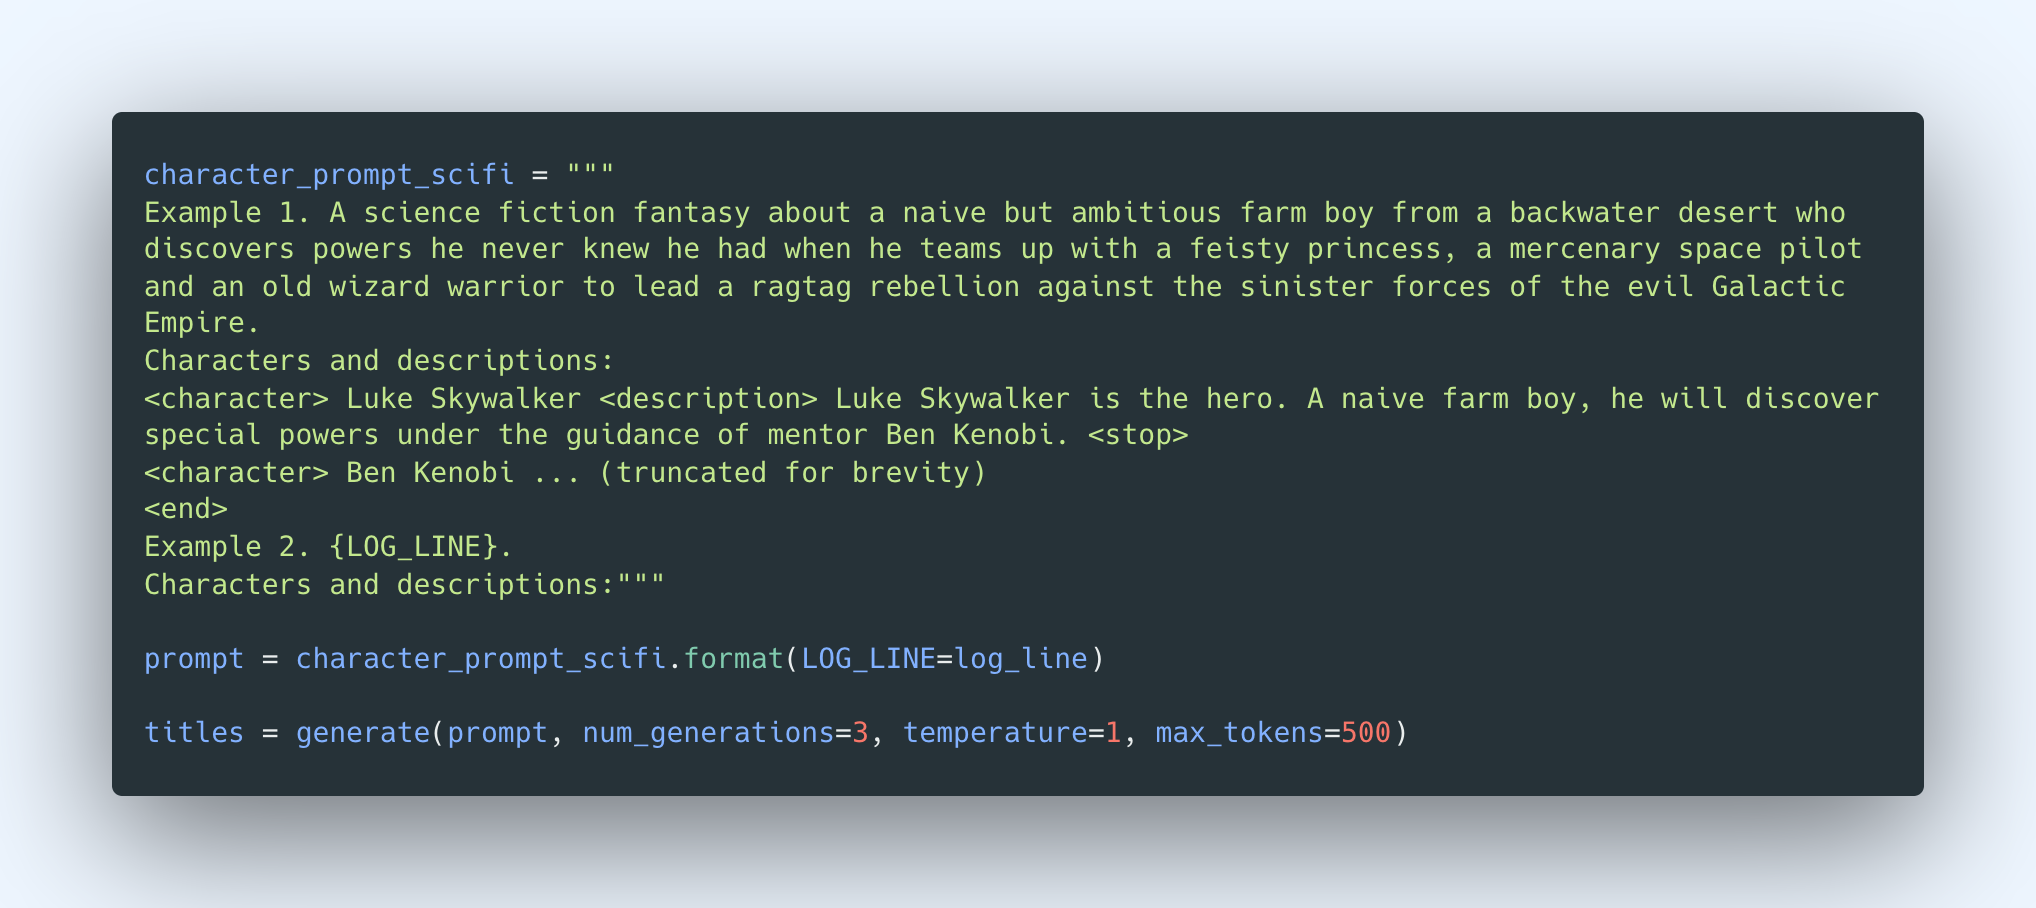 character_prompt_scifi = """
Example 1. A science fiction fantasy about a naive but ambitious farm boy from a backwater desert who
discovers powers he never knew he had when he teams up with a feisty princess, a mercenary space pilot
and an old wizard warrior to lead a ragtag rebellion against the sinister forces of the evil Galactic
Empire.
Characters and descriptions:
<character> Luke Skywalker <description> Luke Skywalker is the hero. A naive farm boy, he will discover
special powers under the guidance of mentor Ben Kenobi. <stop>
<character> Ben Kenobi ... (truncated for brevity)
<end>
Example 2. {LOG_LINE}.
Characters and descriptions:"""
prompt = character_prompt_scifi.format(LOG_LINE=log_line)
titles = generate(prompt, num_generations=3, temperature=1, max_tokens=500)